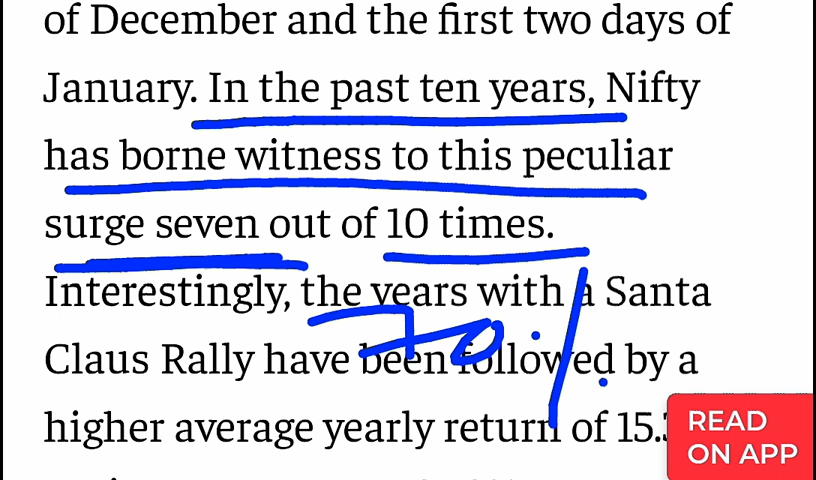 of December and the first two days of
January. In the past ten years, Nifty
has borne witness to this peculiar
surge seven out of 10 times.
Interestingly, the years with a Santa
70%
Claus Rally have been followed by a
higher average yearly return of 15.
READ
ON APP